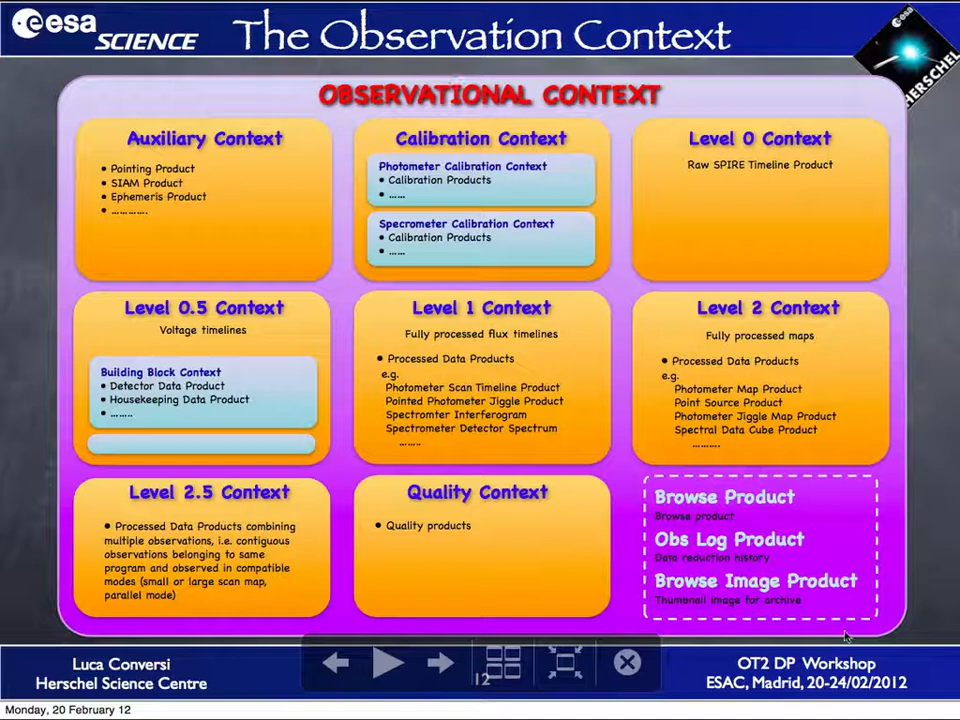 esa
SCIENCE
The Observation Context
HERSCHEL
esa
OBSERVATIONAL CONTEXT
Auxiliary Context
• Pointing Product
• SIAM Product
• Ephemeris Product
• ………….
Calibration Context
Photometer Calibration Context
• Calibration Products
• ……
Specrometer Calibration Context
• Calibration Products
• ……
Level 0 Context
Raw SPIRE Timeline Product
Level 0.5 Context
Voltage timelines
Building Block Context
• Detector Data Product
• Housekeeping Data Product
• ……..
Level 1 Context
Fully processed flux timelines
• Processed Data Products
e.g.
Photometer Scan Timeline Product
Pointed Photometer Jiggle Product
Spectromter Interferogram
Spectrometer Detector Spectrum
……..
Level 2 Context
Fully processed maps
• Processed Data Products
e.g.
Photometer Map Product
Point Source Product
Photometer Jiggle Map Product
Spectral Data Cube Product
……….
Level 2.5 Context
• Processed Data Products combining
multiple observations, i.e. contiguous
observations belonging to same
program and observed in compatible
modes (small or large scan map,
parallel mode)
Quality Context
• Quality products
Browse Product
Browse product
Obs Log Product
Data reduction history
Browse Image Product
Thumbnail image for archive
Luca Conversi
Herschel Science Centre
12
OT2 DP Workshop
ESAC, Madrid, 20-24/02/2012
Monday, 20 February 12